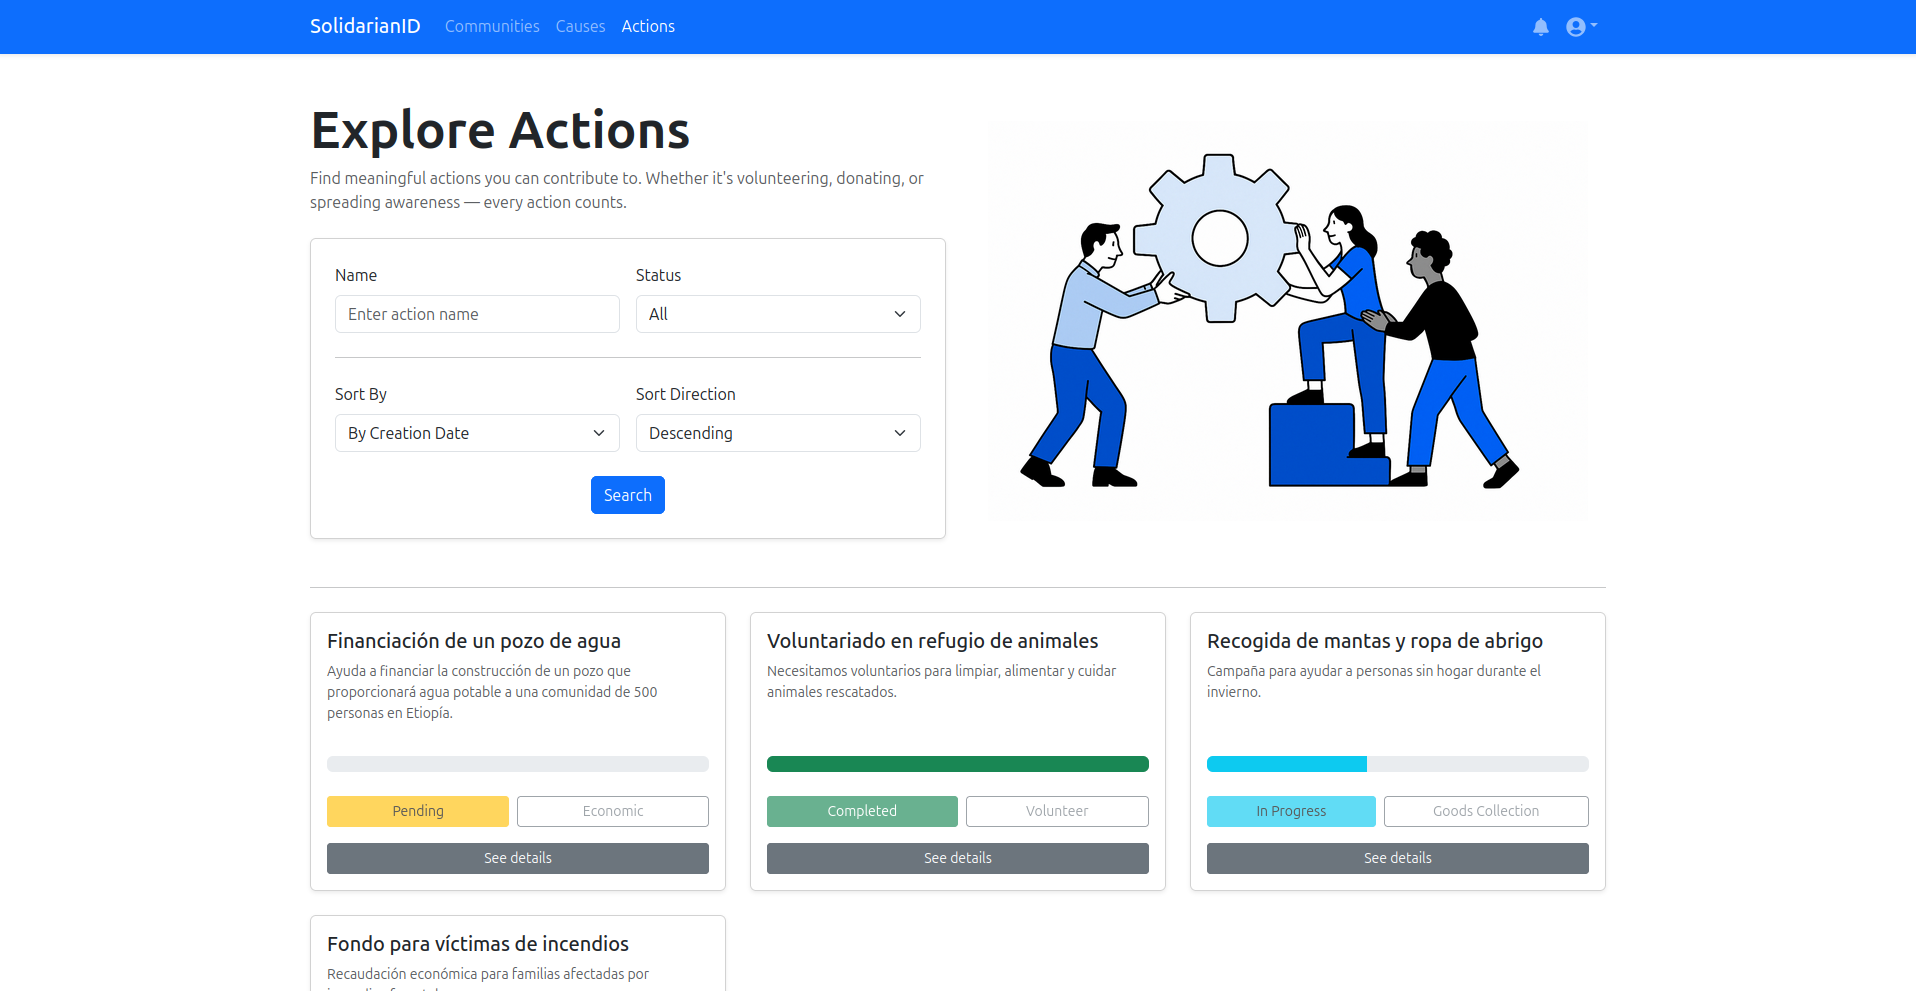 SolidarianID Communities Causes Actions
Explore Actions
Find meaningful actions you can contribute to. Whether it's volunteering, donating, or
spreading awareness — every action counts.
Name Status
Enter action name All
Sort By Sort Direction
By Creation Date Descending
Search
Financiación de un pozo de agua
Ayuda a financiar la construcción de un pozo que
proporcionará agua potable a una comunidad de 500
personas en Etiopía.
Pending Economic
See details
Voluntariado en refugio de animales
Necesitamos voluntarios para limpiar, alimentar y cuidar
animales rescatados.
Completed Volunteer
See details
Recogida de mantas y ropa de abrigo
Campaña para ayudar a personas sin hogar durante el
invierno.
In Progress Goods Collection
See details
Fondo para víctimas de incendios
Recaudación económica para familias afectadas por